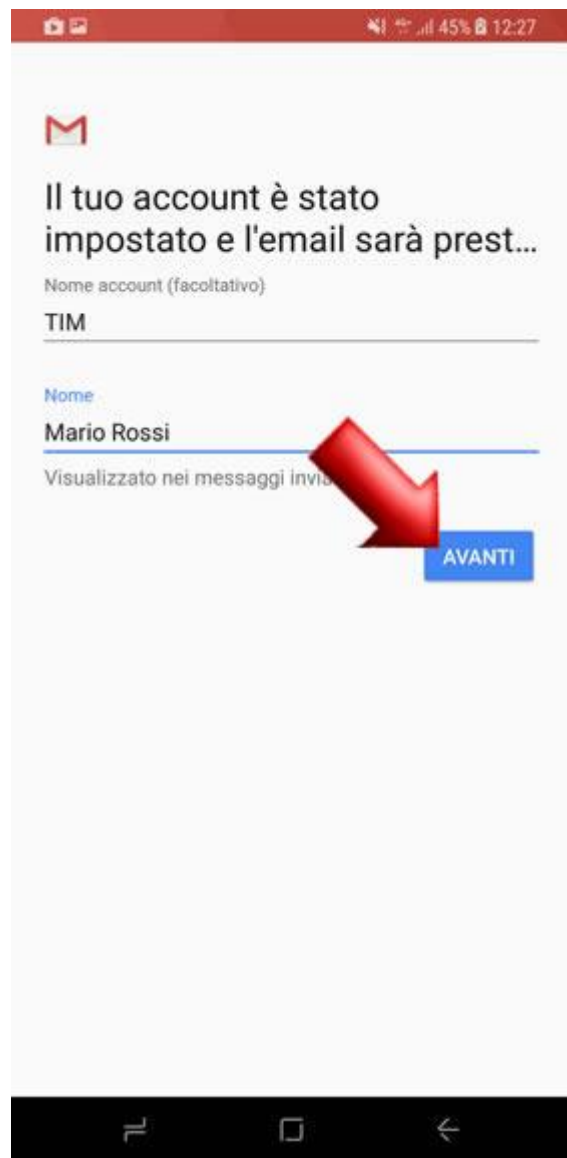 45% 12:27
Il tuo account è stato
impostato e l'email sarà prest...
Nome account (facoltativo)
TIM
Nome
Mario Rossi
Visualizzato nei messaggi
AVANTI